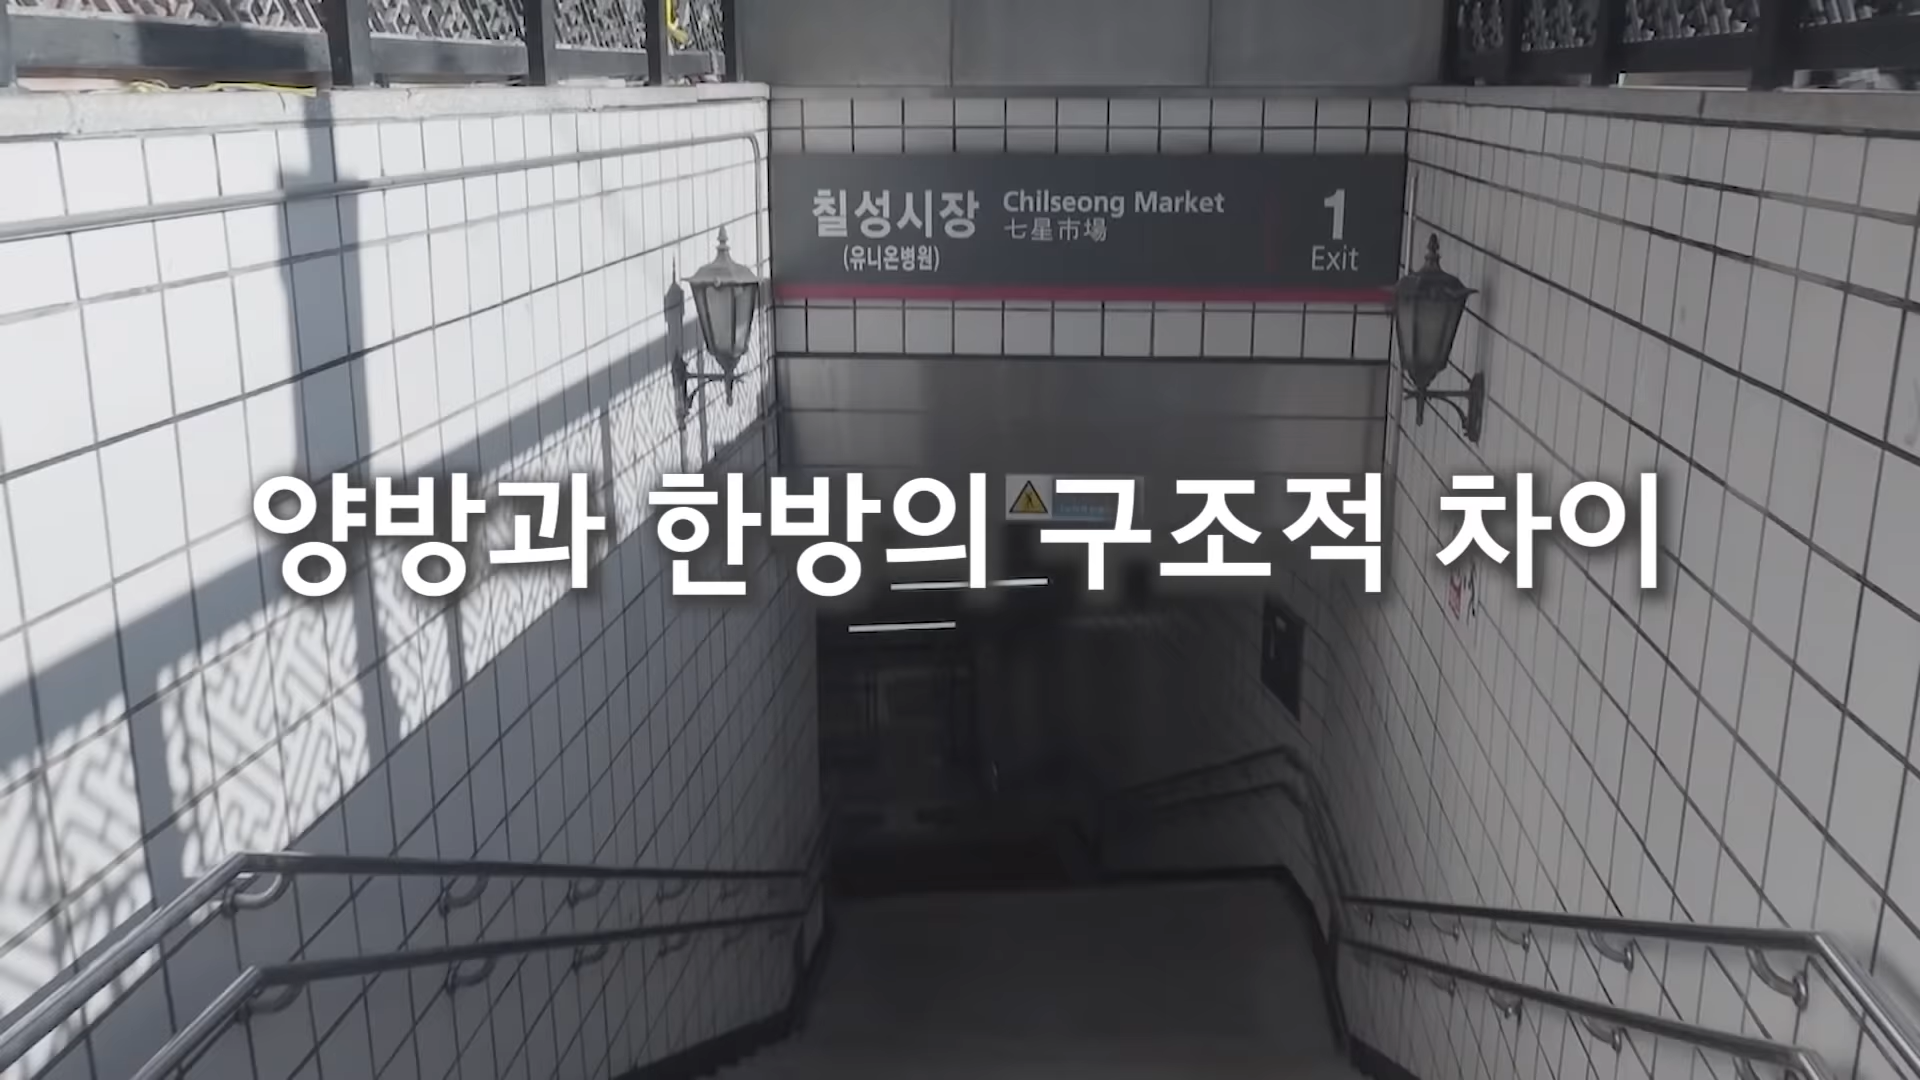 칠성시장
(유니온병원)
Chilseong Market
七星市場
1
Exit
양방과 한방의 구조적 차이